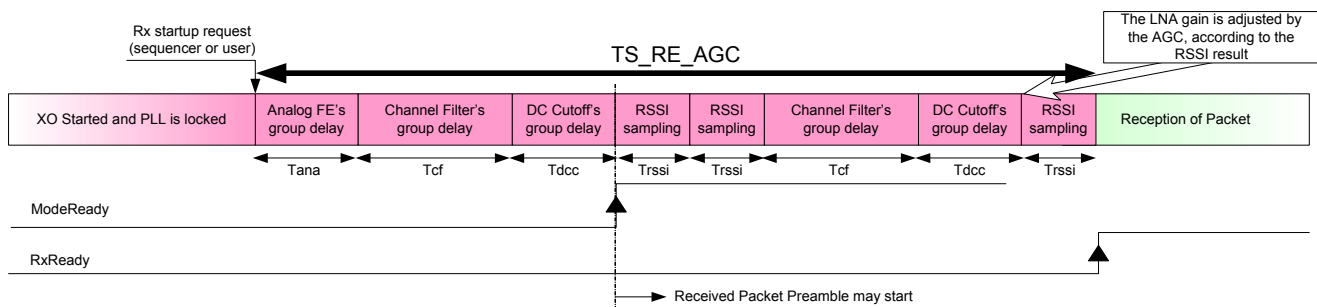 Rx startup request
(sequencer or user)
The LNA gain is adjusted by
the AGC, according to the
RSSI result
TS_RE_AGC
XO Started and PLL is locked
Analog FE's
group delay
Channel Filter's
group delay
DC Cutoff's
group delay
RSSI
sampling
RSSI
sampling
Channel Filter's
group delay
DC Cutoff's
group delay
RSSI
sampling
Reception of Packet
Tana
Tcf
Tdcc
Trssi
Trssi
Tcf
Tdcc
Trssi
ModeReady
RxReady
Received Packet Preamble may start